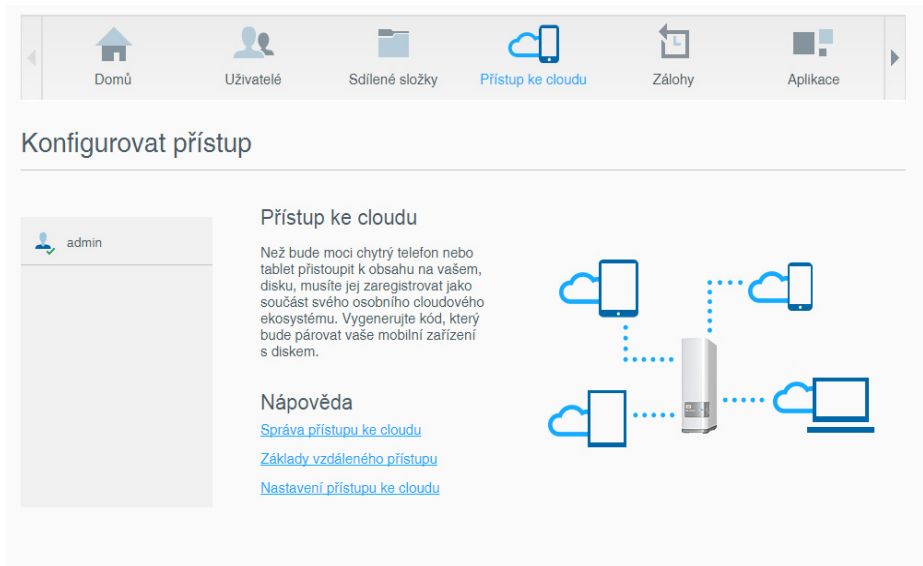 Domů
Uživatelé
Sdílené složky
Přístup ke cloudu
Zálohy
Aplikace
Konfigurovat přístup
admin
Přístup ke cloudu
Než bude moci chytrý telefon nebo
tablet přistoupit k obsahu na vašem,
disku, musíte jej zaregistrovat jako
součást svého osobního cloudového
ekosystému. Vygenerujte kód, který
bude párovat vaše mobilní zařízení
s diskem.
Nápověda
Správa přístupu ke cloudu
Základy vzdáleného přístupu
Nastavení přístupu ke cloudu